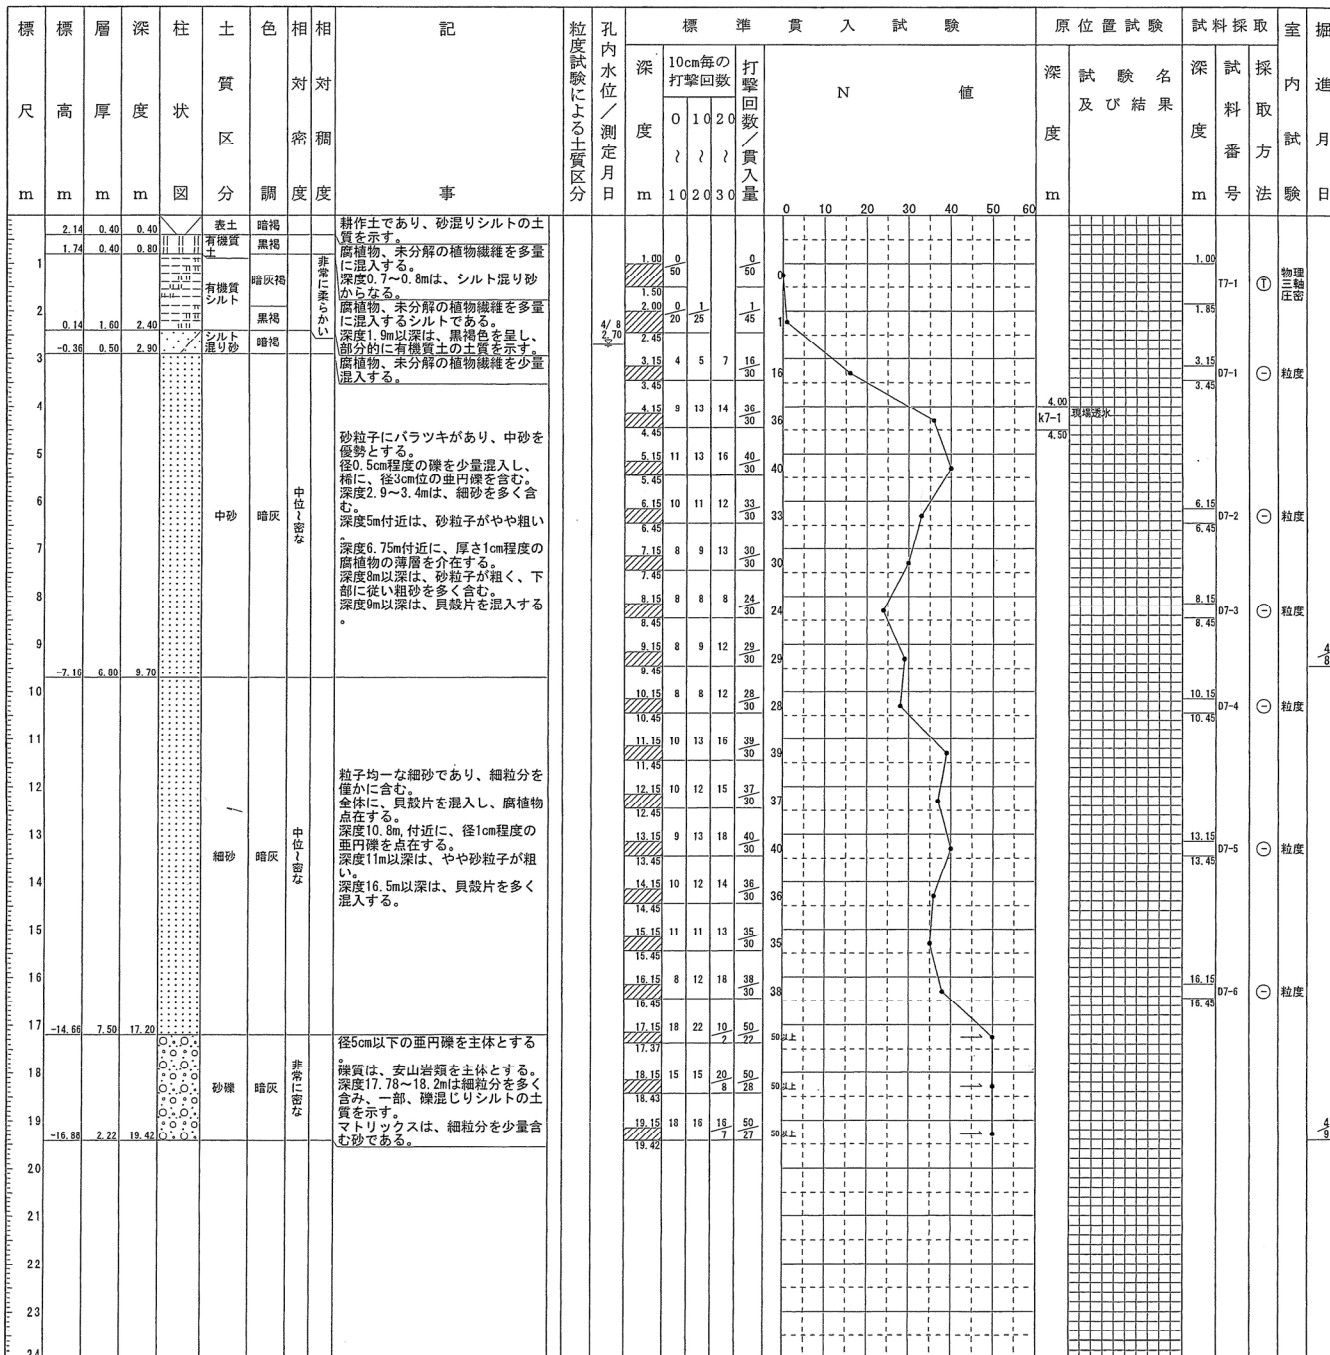 標尺 m
標高 m
層厚 m
深度 m
柱状図
土質区分
色調
相対密度
相対稠度
記事
粒度試験による土質区分
孔内水位／測定月日
標準貫入試験
深度 m
10cm毎の打撃回数
0 10 20
～ ～ ～
10 20 30
打撃回数／貫入量
N値
0 10 20 30 40 50 60
原位置試験
深度 m
試験名
及び結果
試料採取
深度 m
試料番号
採取方法
室内試験
掘進月日
2.14 0.40 0.40 表土 暗褐
耕作土であり、砂混りシルトの土
質を示す。
1.74 0.40 0.80 有機質土 黒褐
腐植物、未分解の植物繊維を多量
に混入する。
深度0.7～0.8mは、シルト混り砂
からなる。
0.14 1.60 2.40 有機質シルト 暗灰褐 黒褐 非常に柔らかい
腐植物、未分解の植物繊維を多量
に混入するシルトである。
深度1.9m以深は、黒褐色を呈し、
部分的に有機質土の土質を示す。
-0.36 0.50 2.90 シルト混り砂 暗褐
腐植物、未分解の植物繊維を少量
混入する。
4/8
2.70
-7.10 6.80 9.70 中砂 暗灰 中位～密な
砂粒子にバラツキがあり、中砂を
優勢とする。
径0.5cm程度の礫を少量混入し、
稀に、径3cm位の亜円礫を含む。
深度2.9～3.4mは、細砂を多く含
む。
深度5m付近は、砂粒子がやや粗い
。
深度6.75m付近に、厚さ1cm程度の
腐植物の薄層を介在する。
深度8m以深は、砂粒子が粗く、下
部に従い粗砂を多く含む。
深度9m以深は、貝殻片を混入する
。
-14.66 7.50 17.20 細砂 暗灰 中位～密な
粒子均一な細砂であり、細粒分を
僅かに含む。
全体に、貝殻片を混入し、腐植物
点在する。
深度10.8m,付近に、径1cm程度の
亜円礫を点在する。
深度11m以深は、やや砂粒子が粗
い。
深度16.5m以深は、貝殻片を多く
混入する。
-16.88 2.22 19.42 砂礫 暗灰 非常に密な
径5cm以下の亜円礫を主体とする
。
礫質は、安山岩類を主体とする。
深度17.78～18.2mは細粒分を多く
含み、一部、礫混じりシルトの土
質を示す。
マトリックスは、細粒分を少量含
む砂である。
1
2
3
4
5
6
7
8
9
10
11
12
13
14
15
16
17
18
19
20
21
22
23
24
1.00 0/50 0/50 0
1.50
2.00 0/20 1/25 1/45 1
2.45
3.15 4 5 7 16/30 16
3.45
4.15 9 13 14 36/30 36
4.45
5.15 11 13 16 40/30 40
5.45
6.15 10 11 12 33/30 33
6.45
7.15 8 9 13 30/30 30
7.45
8.15 8 8 8 24/30 24
8.45
9.15 8 9 12 29/30 29
9.45
10.15 8 8 12 28/30 28
10.45
11.15 10 13 16 39/30 39
11.45
12.15 10 12 15 37/30 37
12.45
13.15 9 13 18 40/30 40
13.45
14.15 10 12 14 36/30 36
14.45
15.15 11 11 13 35/30 35
15.45
16.15 8 12 18 38/30 38
16.45
17.15 18 22 10/2 50/22 50以上
17.37
18.15 15 15 20/8 50/28 50以上
18.43
19.15 18 16 16/7 50/27 50以上
19.42
4.00
k7-1 現場透水
4.50
1.00
T7-1 T 物理 三軸 圧密
1.85
3.15
D7-1 － 粒度
3.45
6.15
D7-2 － 粒度
6.45
8.15
D7-3 － 粒度
8.45
10.15
D7-4 － 粒度
10.45
13.15
D7-5 － 粒度
13.45
16.15
D7-6 － 粒度
16.45
4/8
4/9